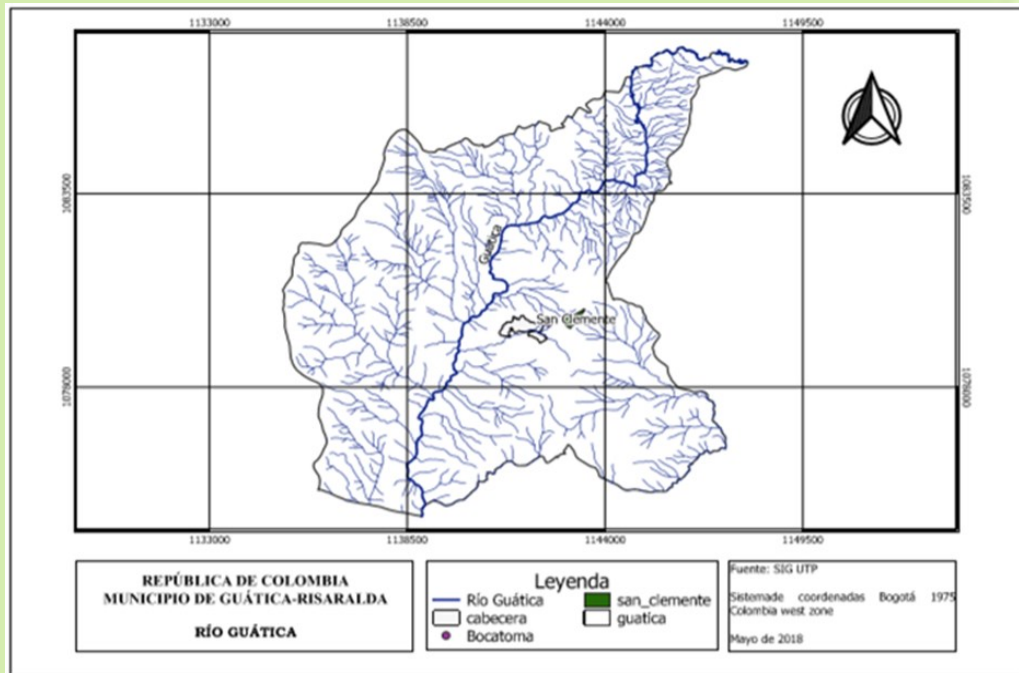 1133000 1138500 1144000 1149500
1083500 1083500
Guática
San Clemente
1078000 1078000
1133000 1138500 1144000 1149500
REPÚBLICA DE COLOMBIA
MUNICIPIO DE GUÁTICA-RISARALDA
RÍO GUÁTICA
Leyenda
Río Guática san_clemente
cabecera guatica
Bocatoma
Fuente: SIG UTP
Sistemade coordenadas Bogotá 1975
Colombia west zone
Mayo de 2018